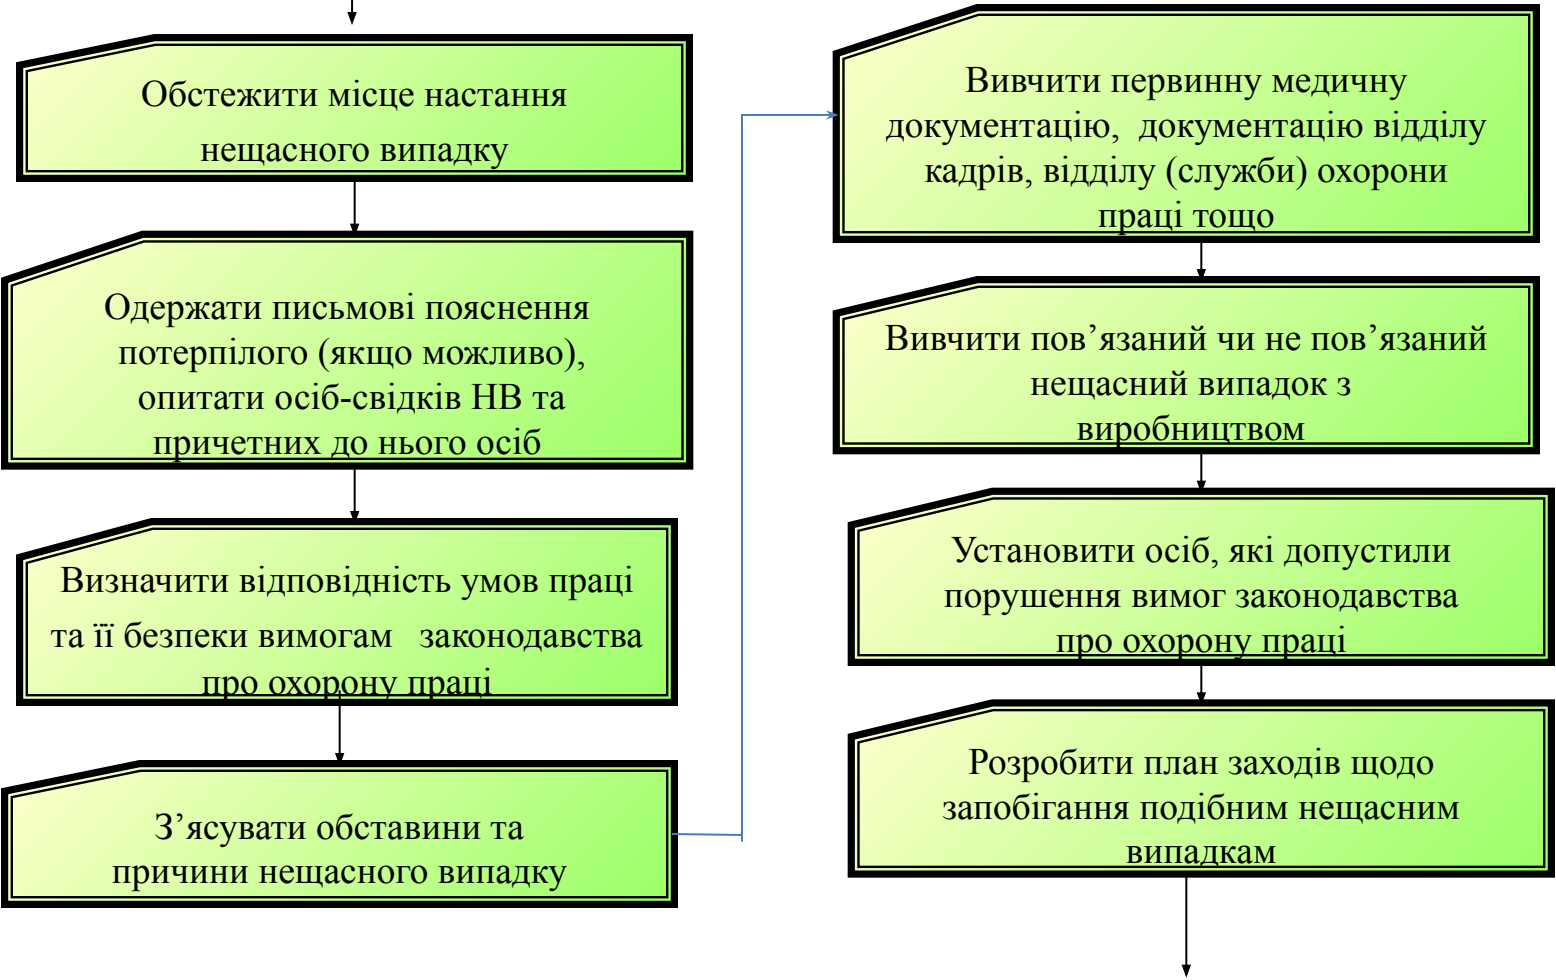 Обстежити місце настання
нещасного випадку
Одержати письмові пояснення
потерпілого (якщо можливо),
опитати осіб-свідків НВ та
причетних до нього осіб
Визначити відповідність умов праці
та її безпеки вимогам законодавства
про охорону праці
З’ясувати обставини та
причини нещасного випадку
Вивчити первинну медичну
документацію, документацію відділу
кадрів, відділу (служби) охорони
праці тощо
Вивчити пов’язаний чи не пов’язаний
нещасний випадок з
виробництвом
Установити осіб, які допустили
порушення вимог законодавства
про охорону праці
Розробити план заходів щодо
запобігання подібним нещасним
випадкам